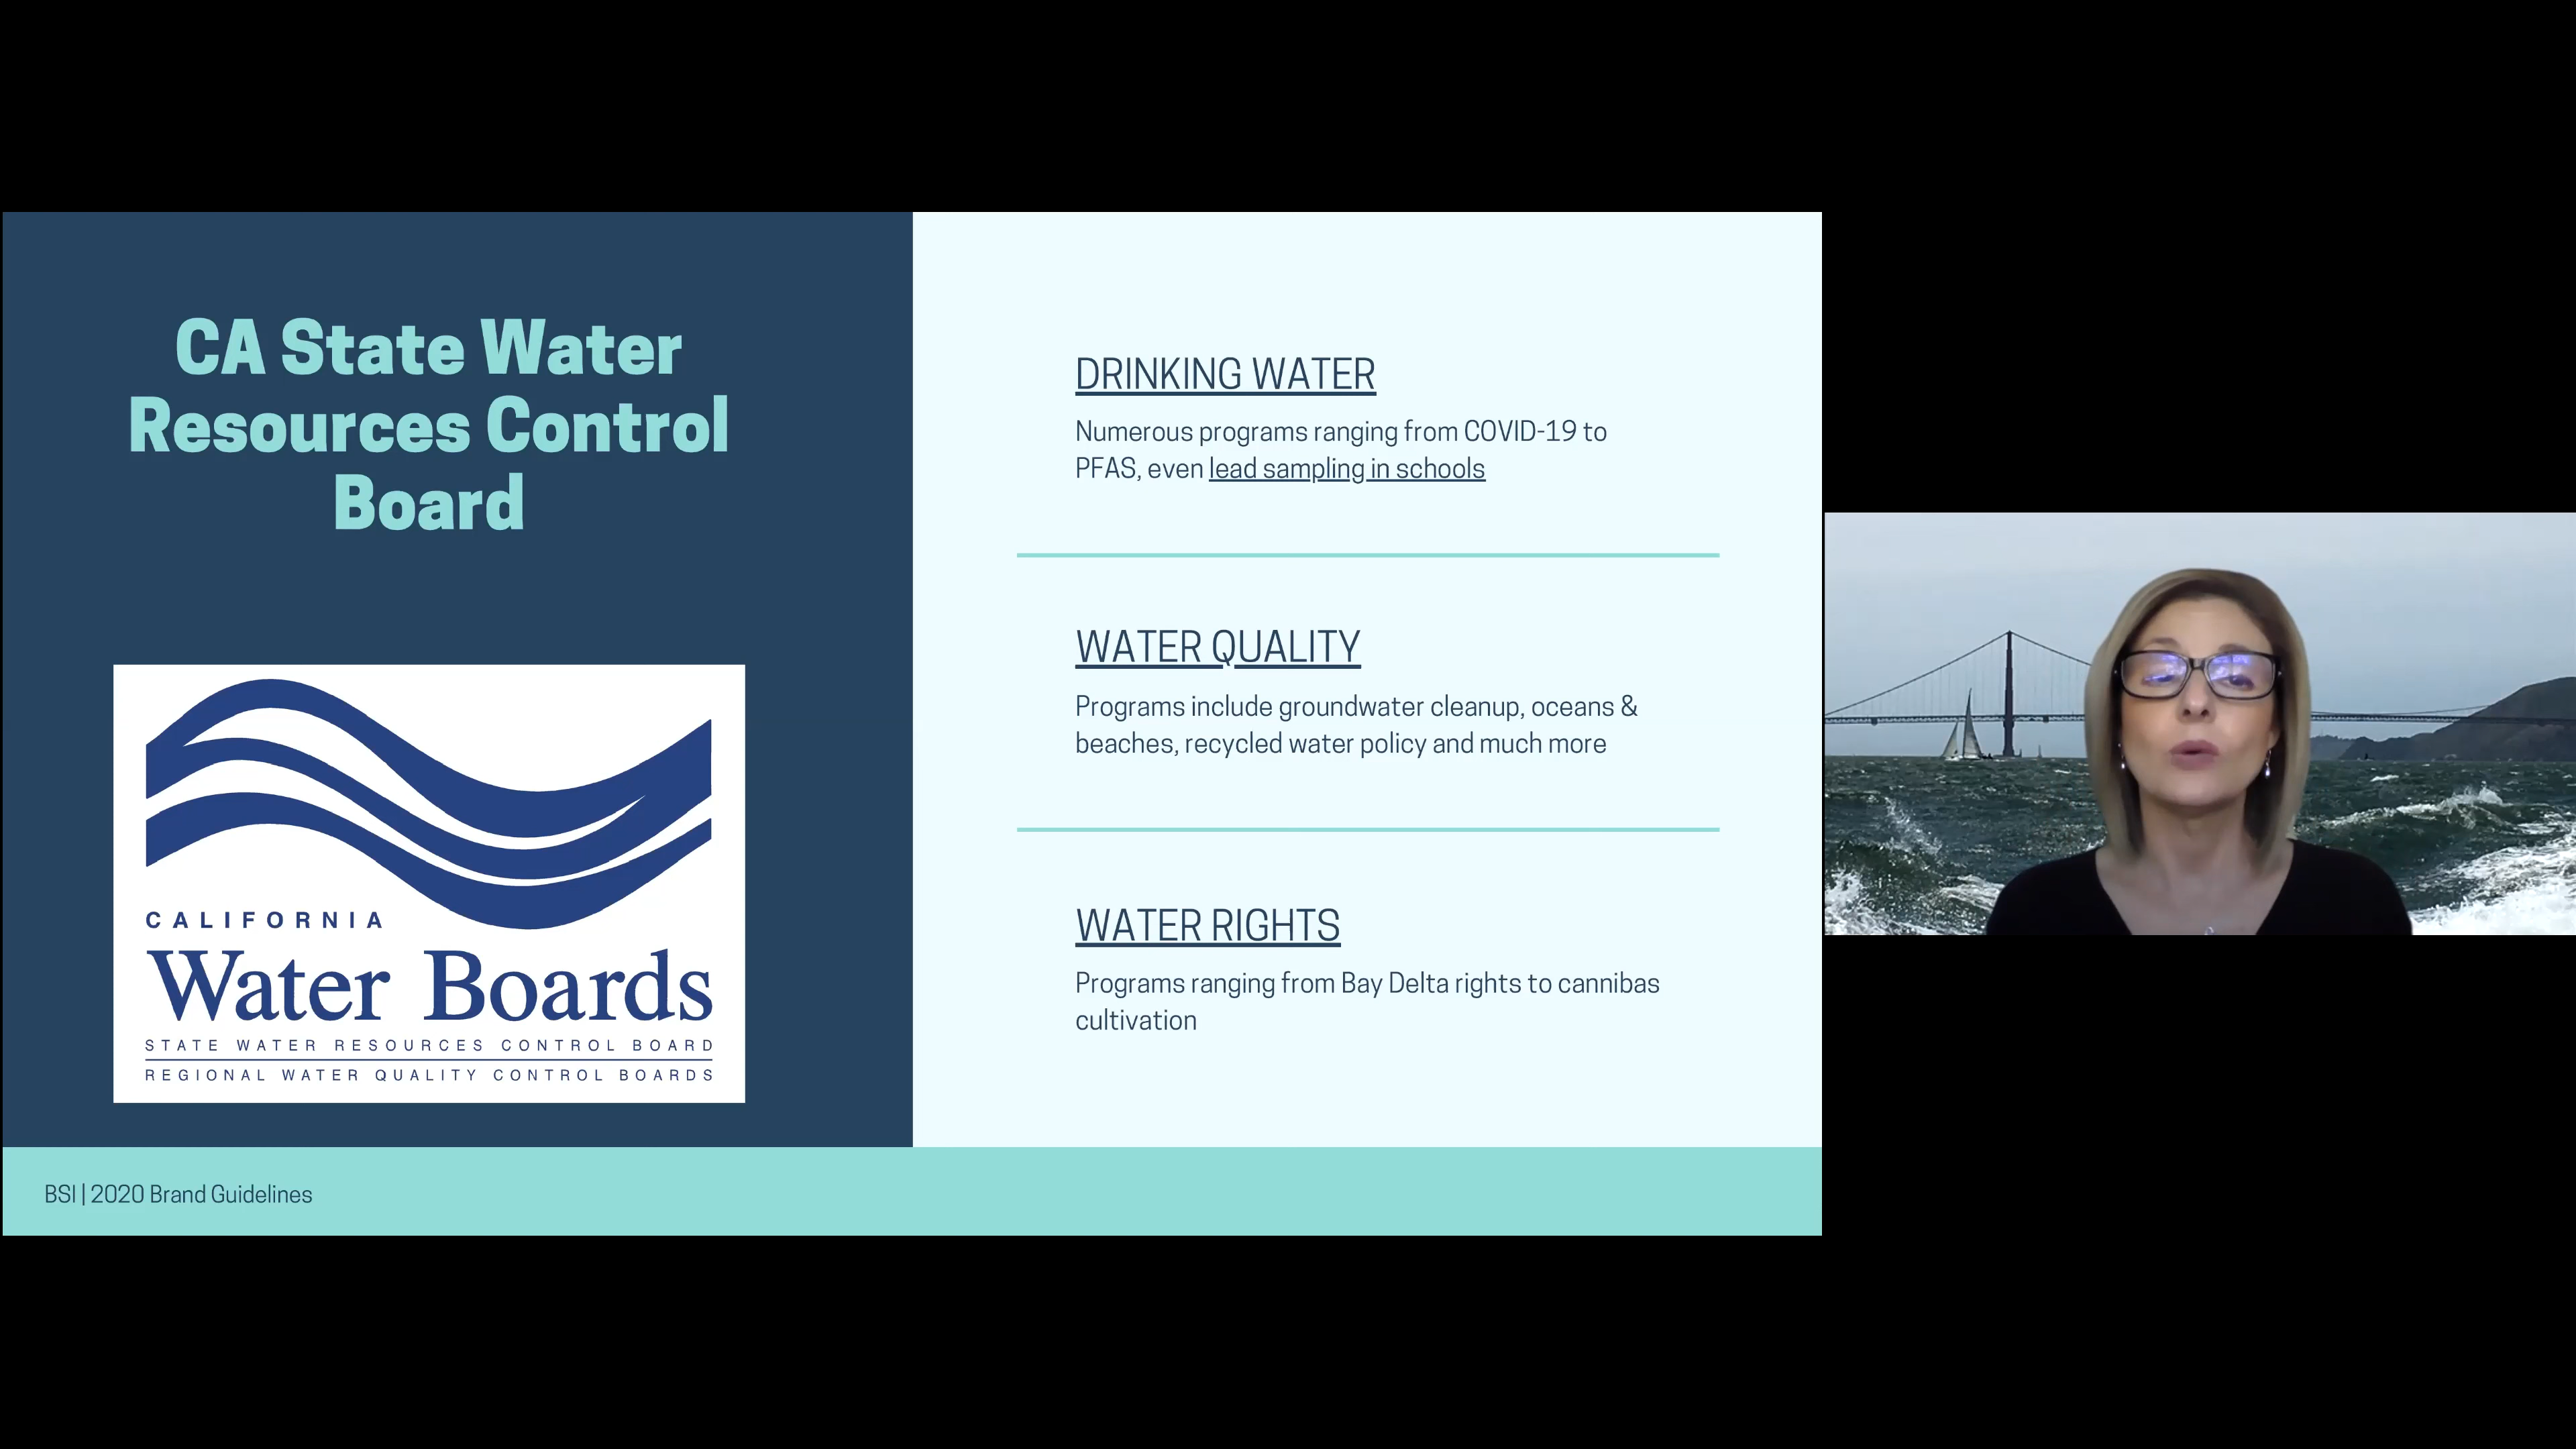 CA State Water
Resources Control
Board
CALIFORNIA
Water Boards
STATE WATER RESOURCES CONTROL BOARD
REGIONAL WATER QUALITY CONTROL BOARDS
DRINKING WATER
Numerous programs ranging from COVID-19 to
PFAS, even lead sampling in schools
WATER QUALITY
Programs include groundwater cleanup, oceans &
beaches, recycled water policy and much more
WATER RIGHTS
Programs ranging from Bay Delta rights to cannibas
cultivation
BSI | 2020 Brand Guidelines